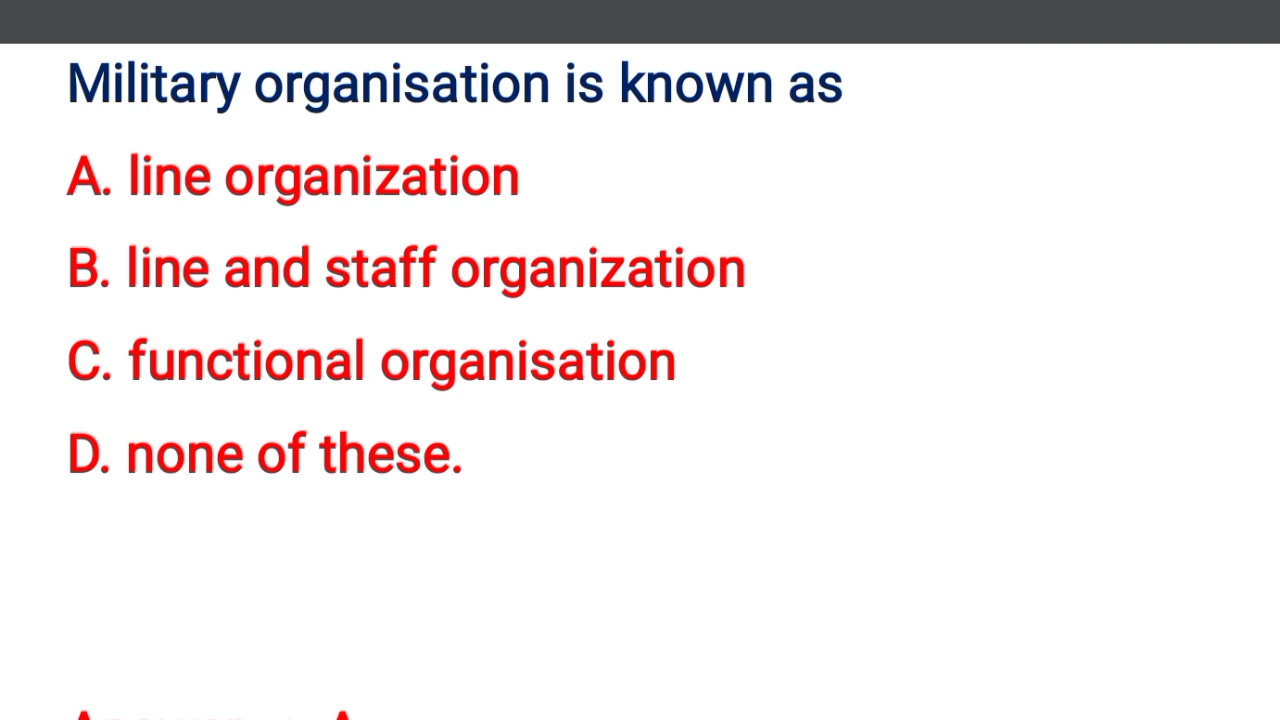 Military organisation is known as
A. line organization
B. line and staff organization
C. functional organisation
D. none of these.